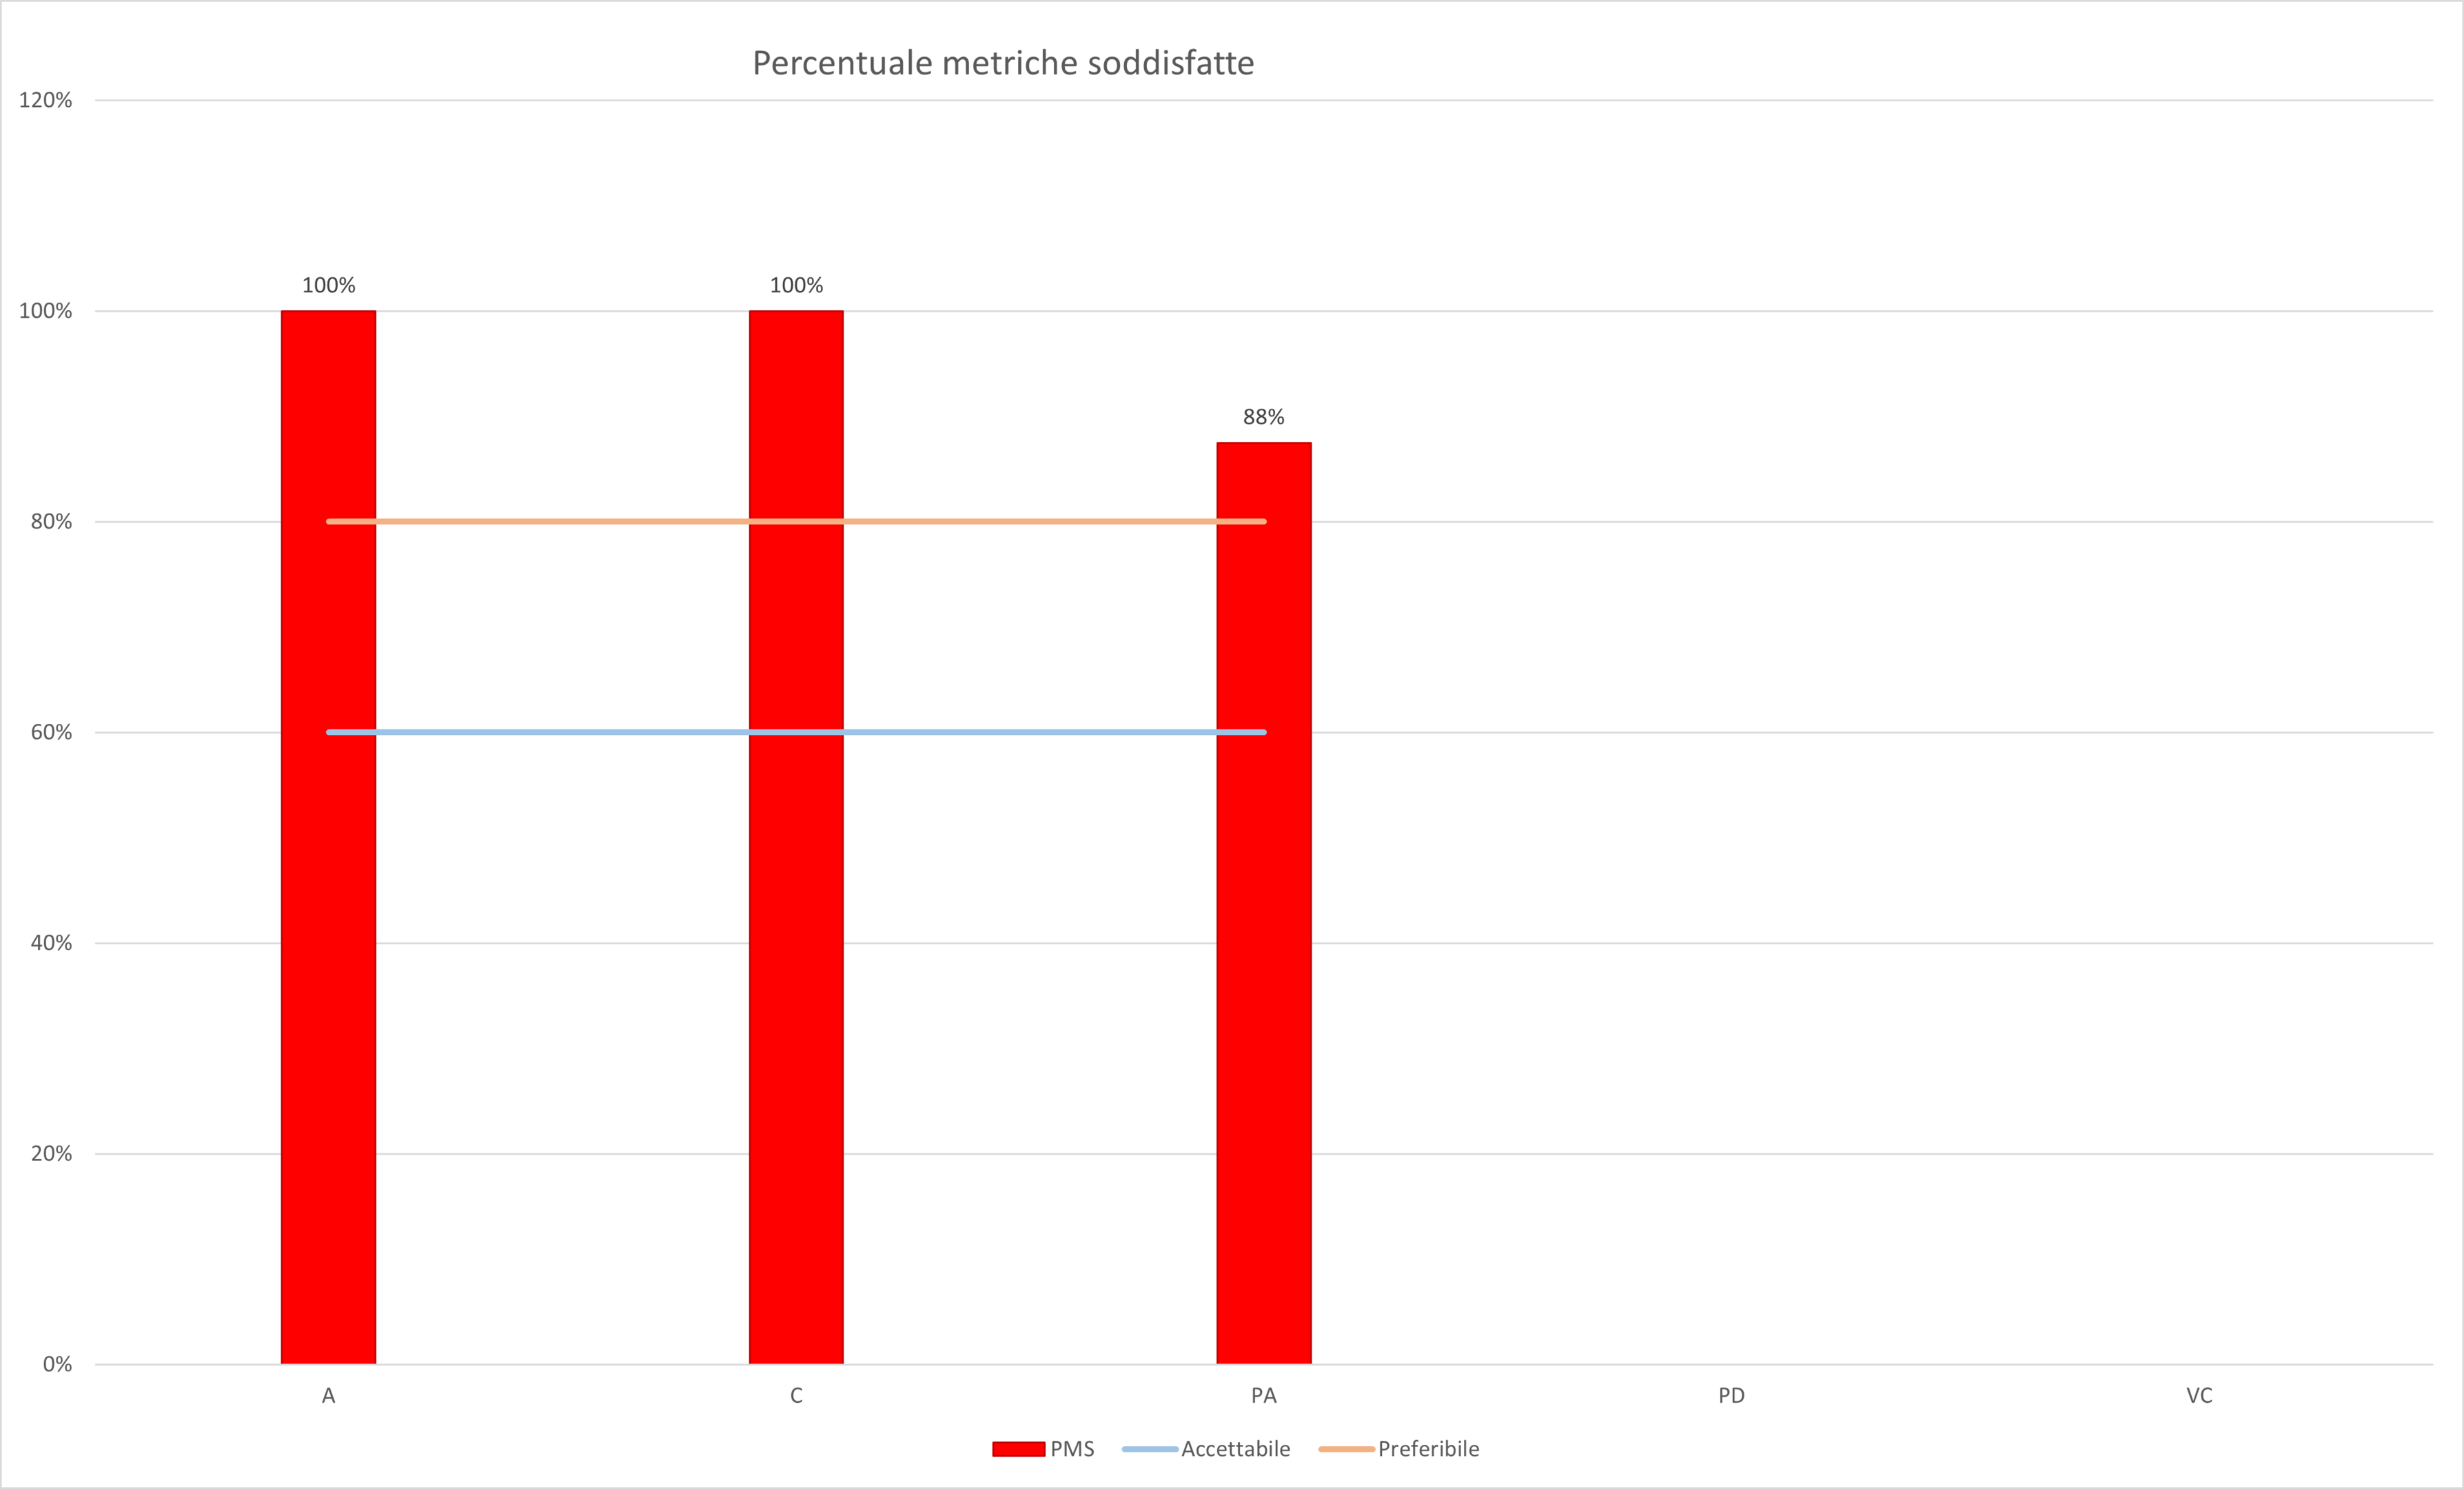 Percentuale metriche soddisfatte
120%
100%
80%
60%
40%
20%
0%
100%
100%
88%
A
C
PA
PD
VC
PMS
Accettabile
Preferibile